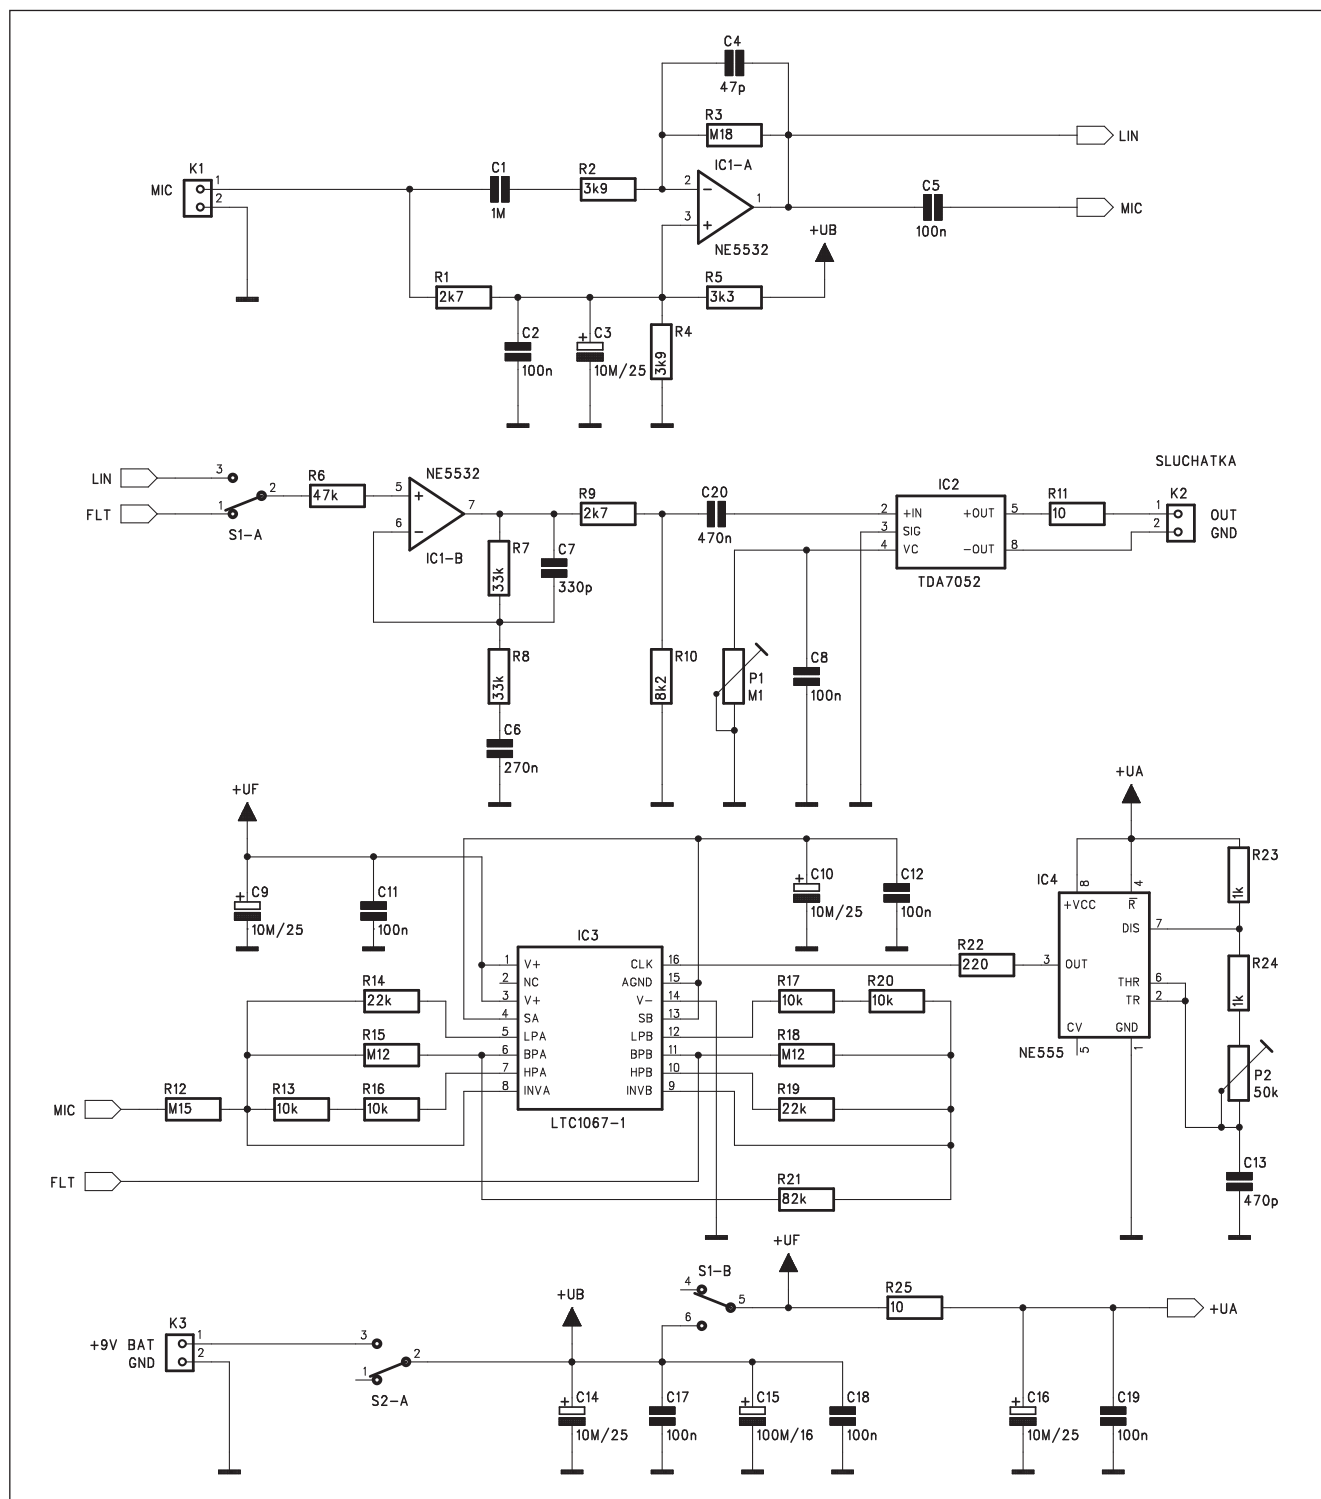 C4
47p
R3
M18
LIN
K1
MIC
1
2
C1
1M
R2
3k9
IC1-A
2
3
1
NE5532
C5
100n
MIC
+UB
R1
2k7
R5
3k3
C2
100n
+
C3
10M/25
R4
3k9
LIN
FLT
3
1
2
S1-A
R6
47k
NE5532
5
6
7
IC1-B
R7
33k
C7
330p
R9
2k7
C20
470n
IC2
2
3
4
+IN
SIG
VC
+OUT
-OUT
5
8
TDA7052
R11
10
SLUCHATKA
K2
1
2
OUT
GND
R8
33k
C6
270n
R10
8k2
P1
M1
C8
100n
+UF
+
C9
10M/25
C11
100n
+
C10
10M/25
C12
100n
+UA
IC4
8
4
+VCC
R
DIS
7
OUT
3
THR
6
TR
2
CV
GND
5
1
NE555
R23
1k
R24
1k
P2
50k
C13
470p
R22
220
IC3
1 V+ CLK 16
2 NC AGND 15
3 V+ V- 14
4 SA SB 13
5 LPA LPB 12
6 BPA BPB 11
7 HPA HPB 10
8 INVA INVB 9
LTC1067-1
R14
22k
R15
M12
MIC
R12
M15
R13
10k
R16
10k
R17
10k
R20
10k
R18
M12
R19
22k
FLT
R21
82k
+UF
S1-B
4
5
6
R25
10
+UA
+UB
K3
+9V BAT
GND
1
2
3
1
2
S2-A
+
C14
10M/25
C17
100n
+
C15
100M/16
C18
100n
+
C16
10M/25
C19
100n